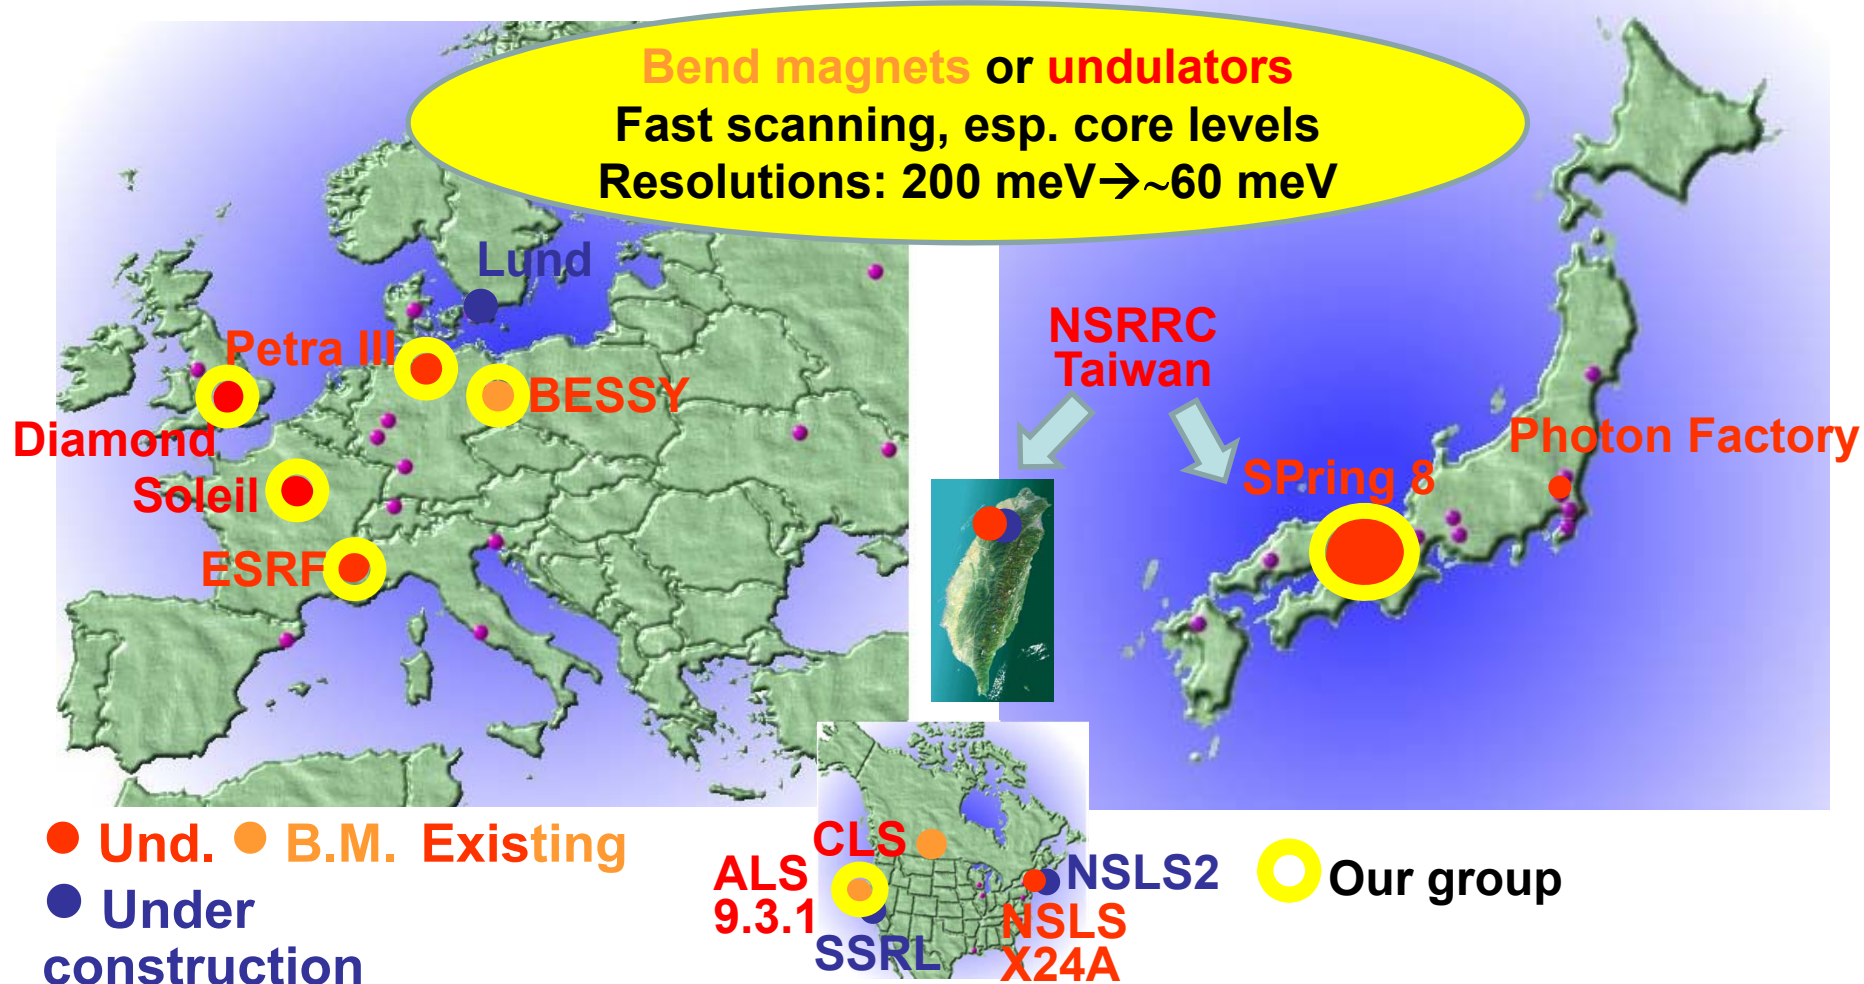 Bend magnets or undulators
Fast scanning, esp. core levels
Resolutions: 200 meV→~60 meV
Lund
Petra III
BESSY
Diamond
Soleil
ESRF
NSRRC
Taiwan
SPring 8
Photon Factory
Und. B.M. Existing
Under
construction
CLS
ALS
9.3.1
SSRL
NSLS2
NSLS
X24A
Our group